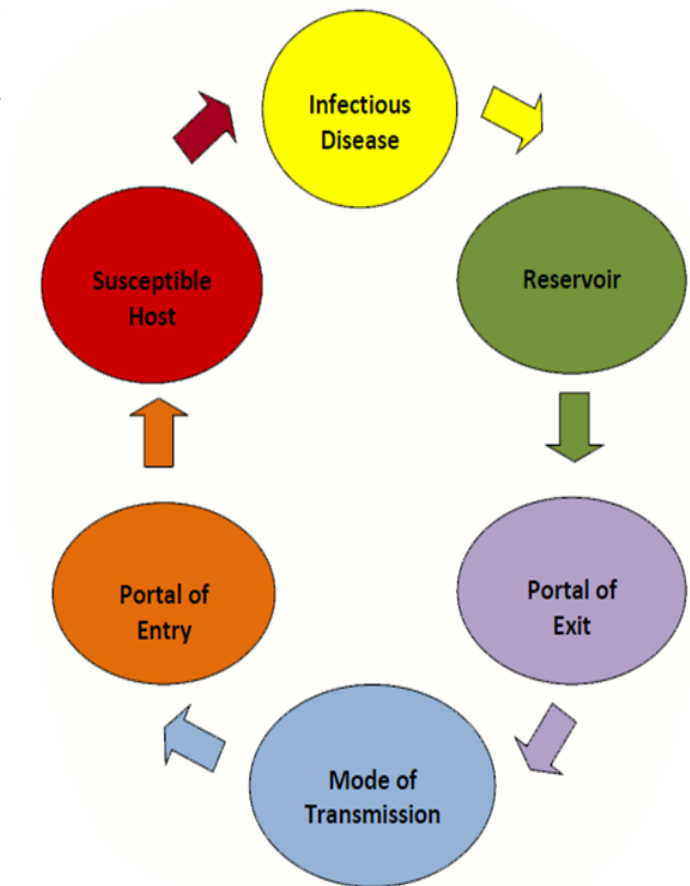 Infectious
Disease
Reservoir
Portal of
Exit
Mode of
Transmission
Portal of
Entry
Susceptible
Host